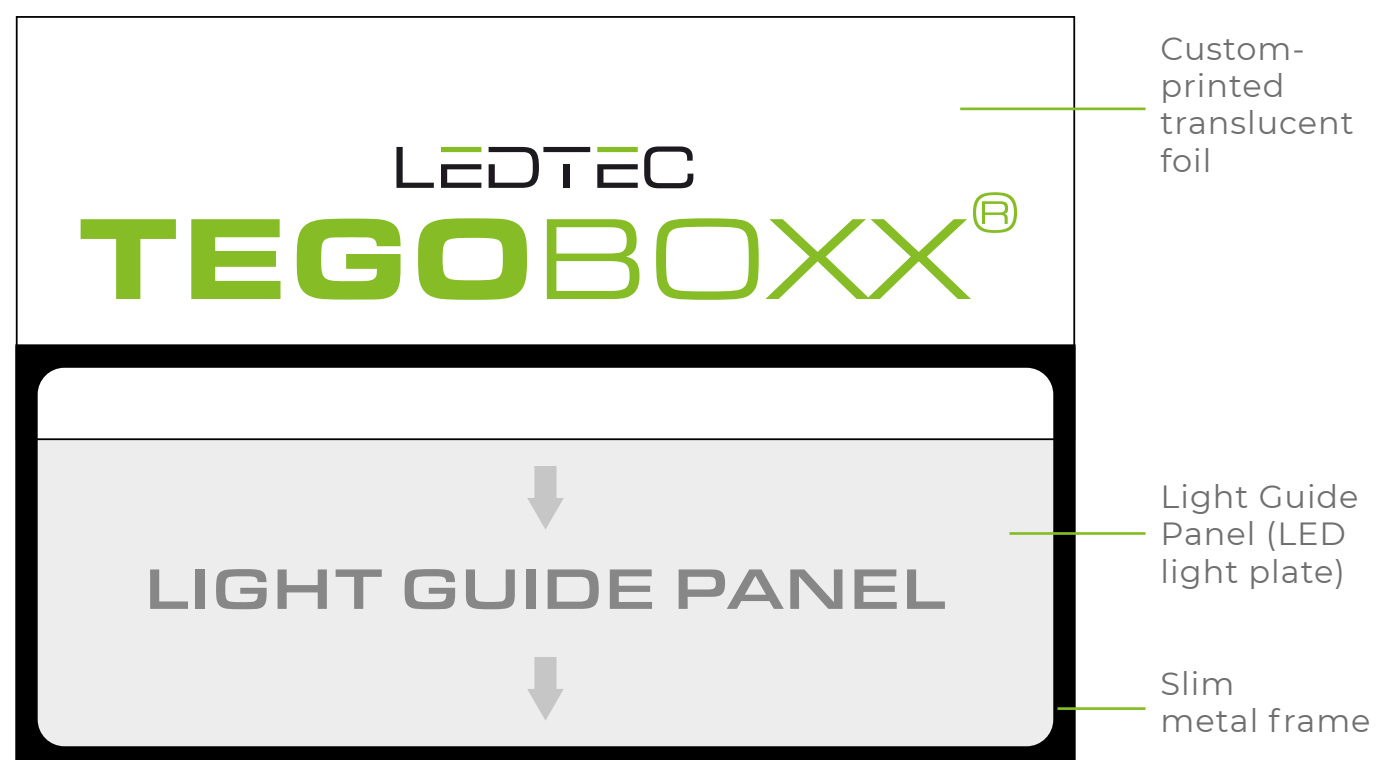 Custom-
printed
translucent
foil
LEDTEC
TEGOBOXX®
Light Guide
Panel (LED
light plate)
LIGHT GUIDE PANEL
Slim
metal frame